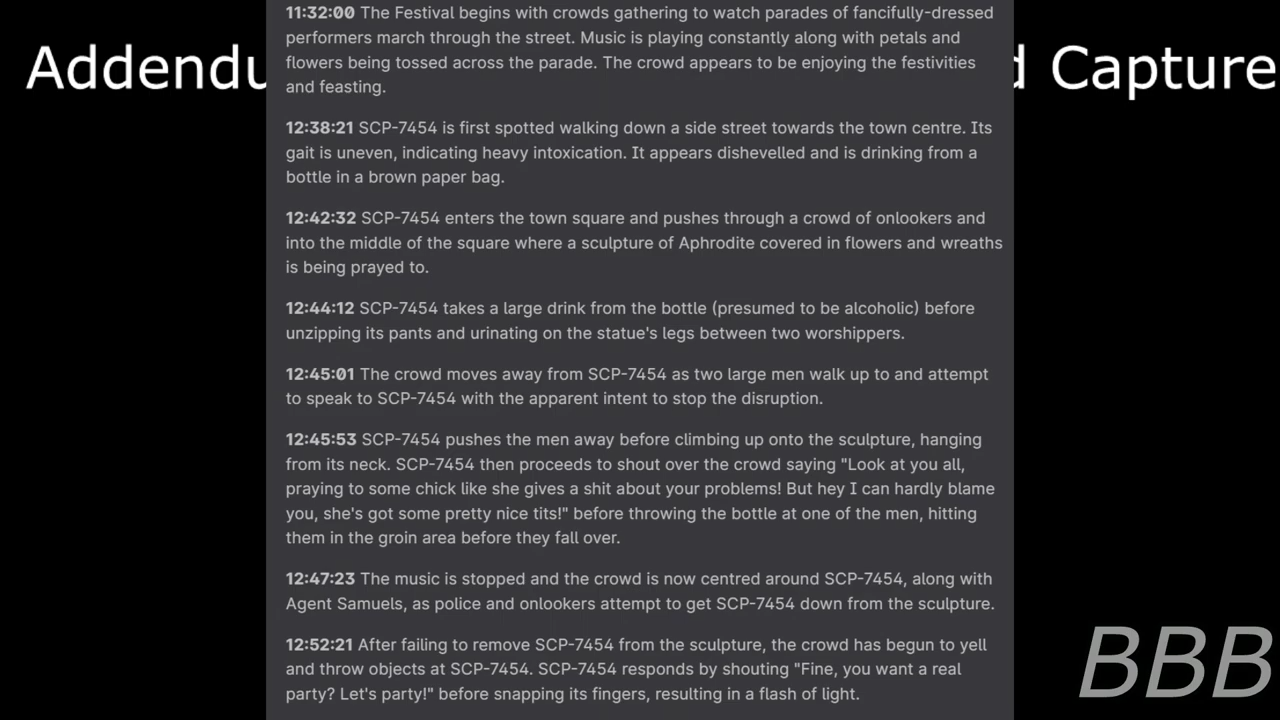 11:32:00 The Festival begins with crowds gathering to watch parades of fancifully-dressed
performers march through the street. Music is playing constantly along with petals and
flowers being tossed across the parade. The crowd appears to be enjoying the festivities
and feasting.
Addendu
d Capture
12:38:21 SCP-7454 is first spotted walking down a side street towards the town centre. Its
gait is uneven, indicating heavy intoxication. It appears dishevelled and is drinking from a
bottle in a brown paper bag.
12:42:32 SCP-7454 enters the town square and pushes through a crowd of onlookers and
into the middle of the square where a sculpture of Aphrodite covered in flowers and wreaths
is being prayed to.
12:44:12 SCP-7454 takes a large drink from the bottle (presumed to be alcoholic) before
unzipping its pants and urinating on the statue's legs between two worshippers.
12:45:01 The crowd moves away from SCP-7454 as two large men walk up to and attempt
to speak to SCP-7454 with the apparent intent to stop the disruption.
12:45:53 SCP-7454 pushes the men away before climbing up onto the sculpture, hanging
from its neck. SCP-7454 then proceeds to shout over the crowd saying "Look at you all,
praying to some chick like she gives a shit about your problems! But hey I can hardly blame
you, she's got some pretty nice tits!" before throwing the bottle at one of the men, hitting
them in the groin area before they fall over.
12:47:23 The music is stopped and the crowd is now centred around SCP-7454, along with
Agent Samuels, as police and onlookers attempt to get SCP-7454 down from the sculpture.
12:52:21 After failing to remove SCP-7454 from the sculpture, the crowd has begun to yell
and throw objects at SCP-7454. SCP-7454 responds by shouting "Fine, you want a real
party? Let's party!" before snapping its fingers, resulting in a flash of light.
BBB